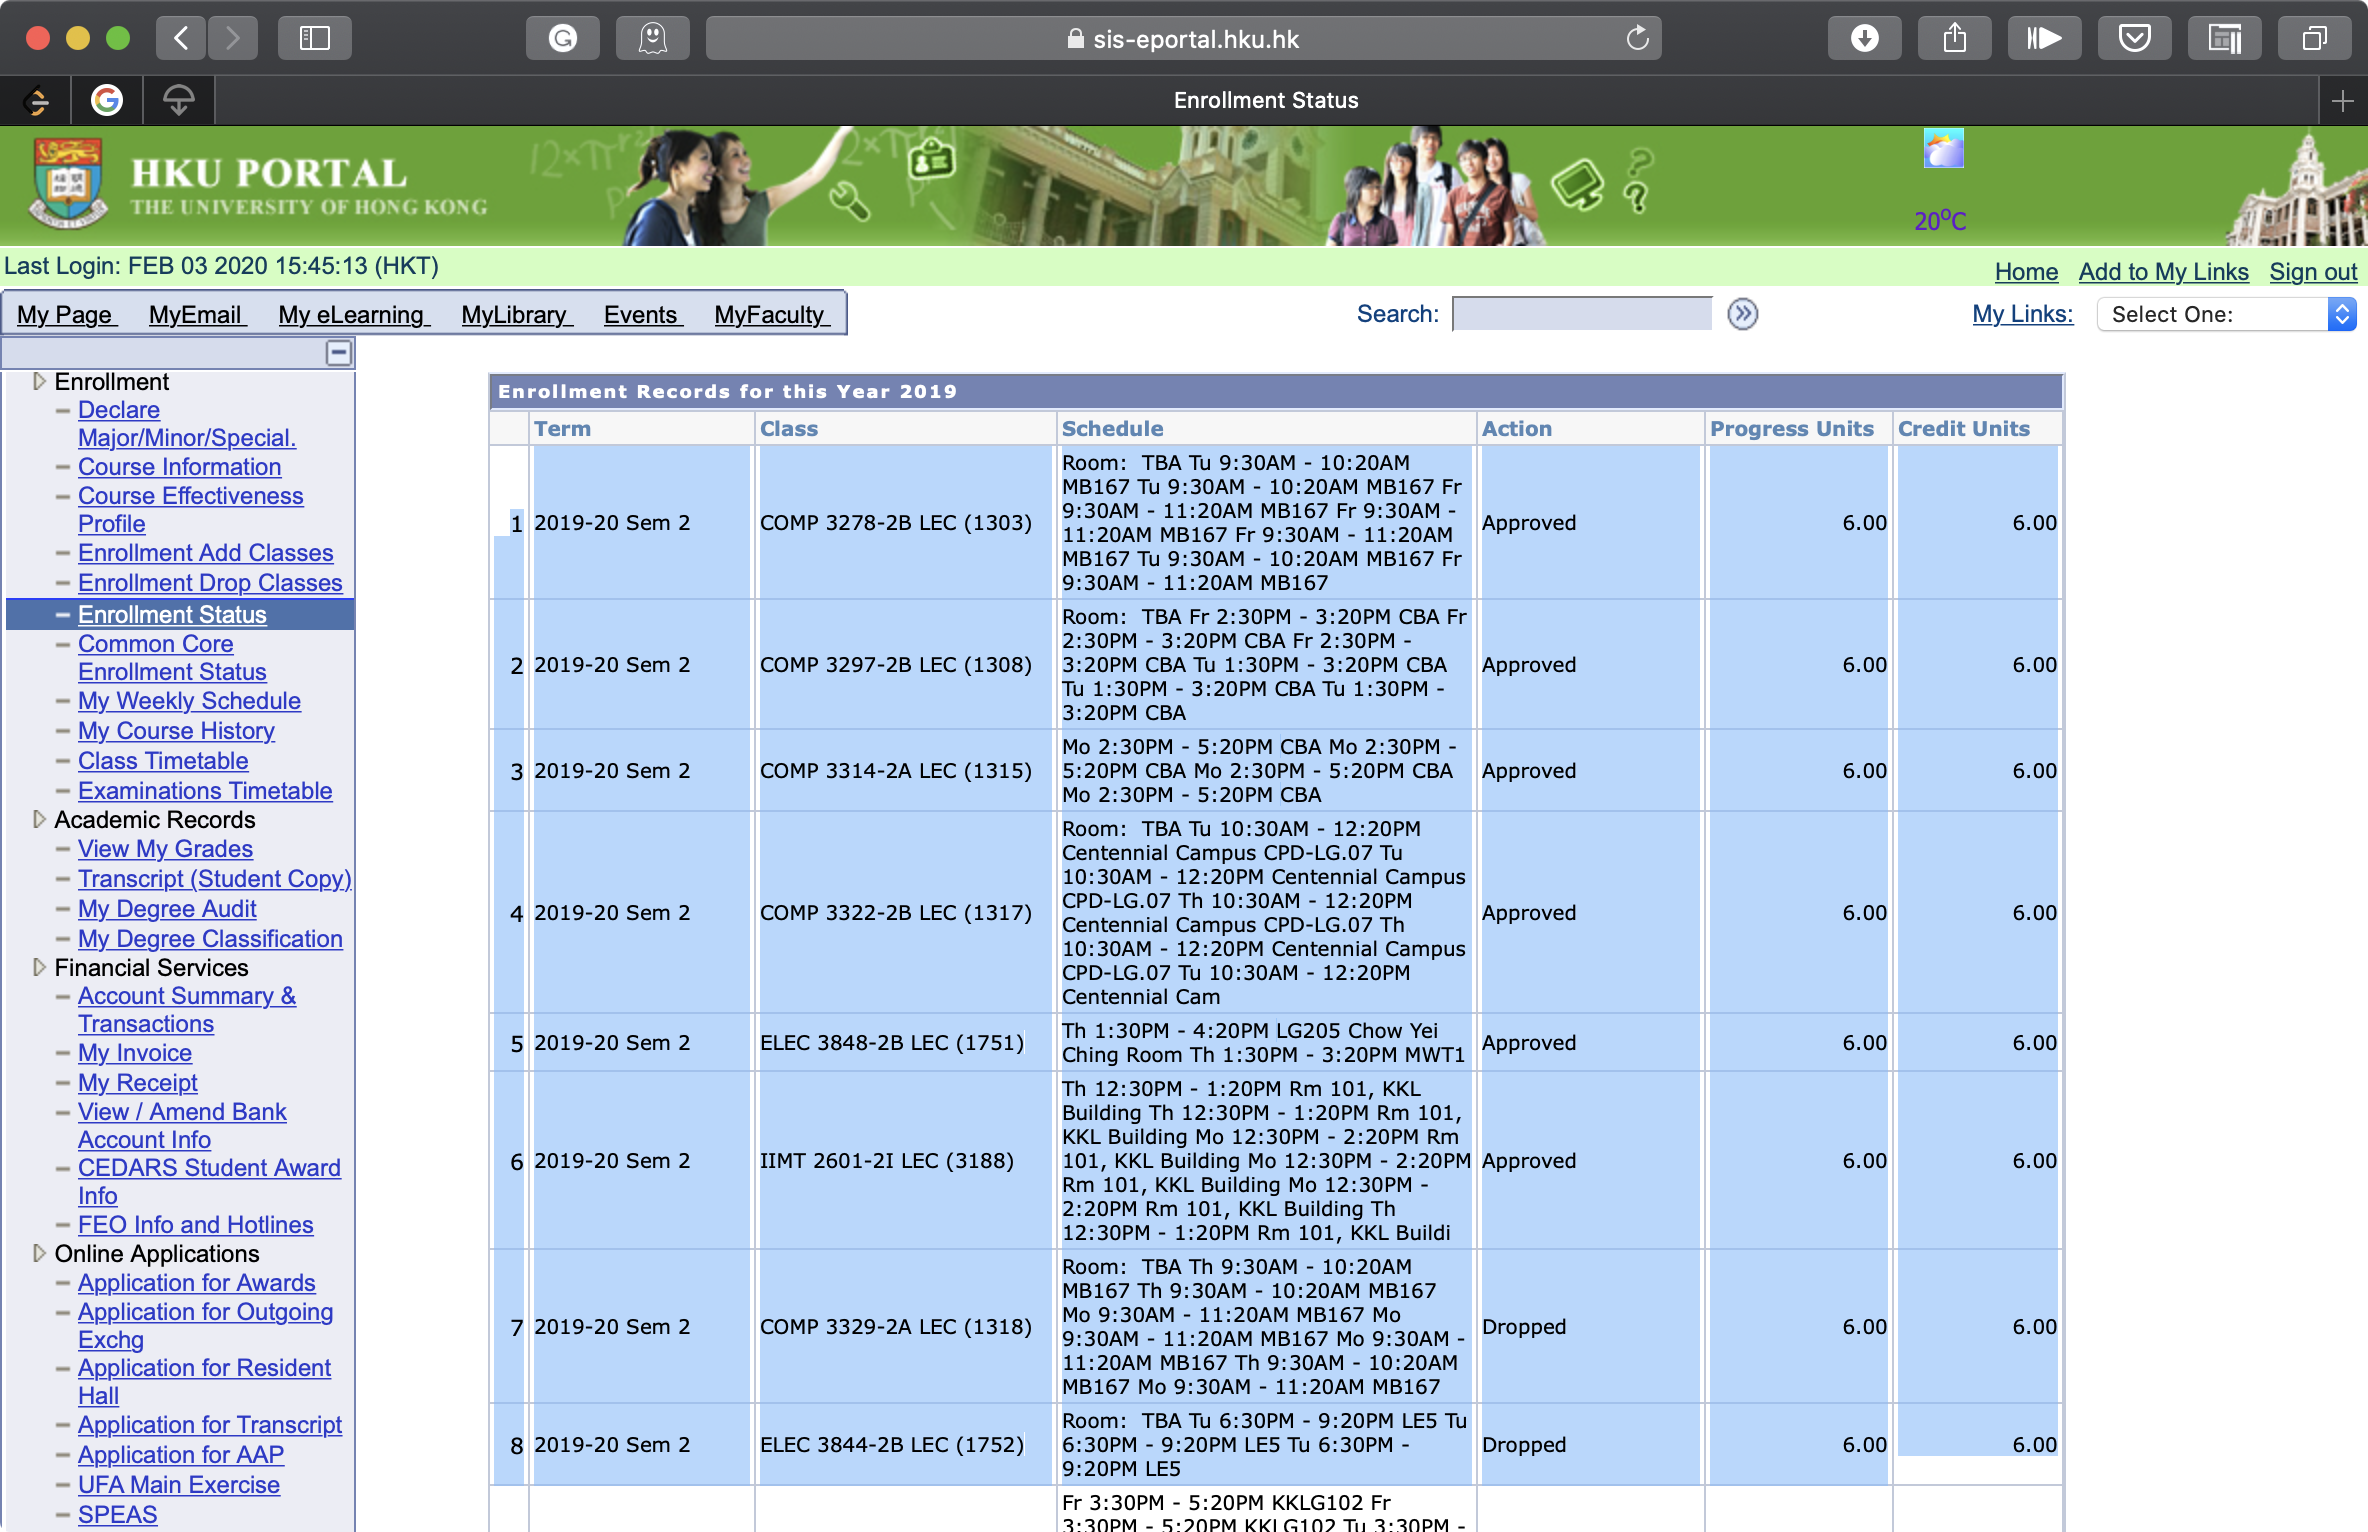 sis-eportal.hku.hk
Enrollment Status
HKU PORTAL
THE UNIVERSITY OF HONG KONG
20ºC
Last Login: FEB 03 2020 15:45:13 (HKT)
Home Add to My Links Sign out
My Page MyEmail My eLearning MyLibrary Events MyFaculty
Search:
My Links: Select One:
Enrollment
Declare
Major/Minor/Special.
Course Information
Course Effectiveness
Profile
Enrollment Add Classes
Enrollment Drop Classes
Enrollment Status
Common Core
Enrollment Status
My Weekly Schedule
My Course History
Class Timetable
Examinations Timetable
Academic Records
View My Grades
Transcript (Student Copy)
My Degree Audit
My Degree Classification
Financial Services
Account Summary &
Transactions
My Invoice
My Receipt
View / Amend Bank
Account Info
CEDARS Student Award
Info
FEO Info and Hotlines
Online Applications
Application for Awards
Application for Outgoing
Exchg
Application for Resident
Hall
Application for Transcript
Application for AAP
UFA Main Exercise
SPEAS
Enrollment Records for this Year 2019
Term Class Schedule Action Progress Units Credit Units
1 2019-20 Sem 2 COMP 3278-2B LEC (1303)
Room: TBA Tu 9:30AM - 10:20AM
MB167 Tu 9:30AM - 10:20AM MB167 Fr
9:30AM - 11:20AM MB167 Fr 9:30AM -
11:20AM MB167 Fr 9:30AM - 11:20AM
MB167 Tu 9:30AM - 10:20AM MB167 Fr
9:30AM - 11:20AM MB167
Approved 6.00 6.00
2 2019-20 Sem 2 COMP 3297-2B LEC (1308)
Room: TBA Fr 2:30PM - 3:20PM CBA Fr
2:30PM - 3:20PM CBA Fr 2:30PM -
3:20PM CBA Tu 1:30PM - 3:20PM CBA
Tu 1:30PM - 3:20PM CBA Tu 1:30PM -
3:20PM CBA
Approved 6.00 6.00
3 2019-20 Sem 2 COMP 3314-2A LEC (1315)
Mo 2:30PM - 5:20PM CBA Mo 2:30PM -
5:20PM CBA Mo 2:30PM - 5:20PM CBA
Mo 2:30PM - 5:20PM CBA
Approved 6.00 6.00
4 2019-20 Sem 2 COMP 3322-2B LEC (1317)
Room: TBA Tu 10:30AM - 12:20PM
Centennial Campus CPD-LG.07 Tu
10:30AM - 12:20PM Centennial Campus
CPD-LG.07 Th 10:30AM - 12:20PM
Centennial Campus CPD-LG.07 Th
10:30AM - 12:20PM Centennial Campus
CPD-LG.07 Tu 10:30AM - 12:20PM
Centennial Cam
Approved 6.00 6.00
5 2019-20 Sem 2 ELEC 3848-2B LEC (1751)
Th 1:30PM - 4:20PM LG205 Chow Yei
Ching Room Th 1:30PM - 3:20PM MWT1
Approved 6.00 6.00
6 2019-20 Sem 2 IIMT 2601-2I LEC (3188)
Th 12:30PM - 1:20PM Rm 101, KKL
Building Th 12:30PM - 1:20PM Rm 101,
KKL Building Mo 12:30PM - 2:20PM Rm
101, KKL Building Mo 12:30PM - 2:20PM
Rm 101, KKL Building Mo 12:30PM -
2:20PM Rm 101, KKL Building Th
12:30PM - 1:20PM Rm 101, KKL Buildi
Approved 6.00 6.00
7 2019-20 Sem 2 COMP 3329-2A LEC (1318)
Room: TBA Th 9:30AM - 10:20AM
MB167 Th 9:30AM - 10:20AM MB167
Mo 9:30AM - 11:20AM MB167 Mo
9:30AM - 11:20AM MB167 Mo 9:30AM -
11:20AM MB167 Th 9:30AM - 10:20AM
MB167 Mo 9:30AM - 11:20AM MB167
Dropped 6.00 6.00
8 2019-20 Sem 2 ELEC 3844-2B LEC (1752)
Room: TBA Tu 6:30PM - 9:20PM LE5 Tu
6:30PM - 9:20PM LE5 Tu 6:30PM -
9:20PM LE5
Dropped 6.00 6.00
Fr 3:30PM - 5:20PM KKLG102 Fr
3:30PM - 5:20PM KKLG102 Tu 3:30PM -